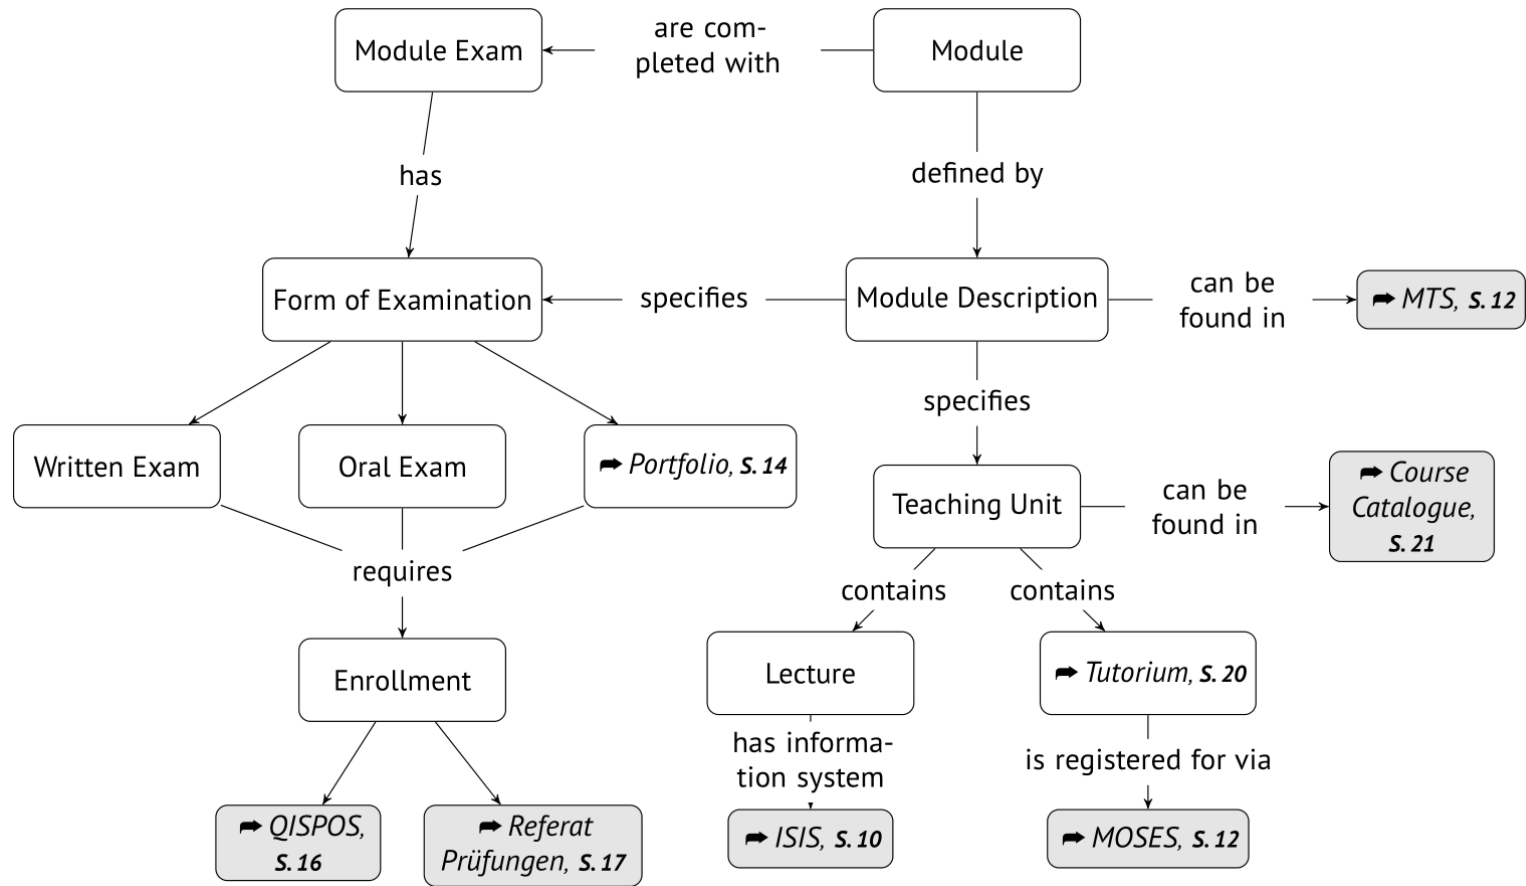 Module Exam
are com-
pleted with
Module
has
defined by
Form of Examination
specifies
Module Description
can be
found in
➦ MTS, S. 12
specifies
Written Exam
Oral Exam
➦ Portfolio, S. 14
Teaching Unit
can be
found in
➦ Course
Catalogue,
S. 21
requires
contains
contains
Enrollment
Lecture
➦ Tutorium, S. 20
has informa-
tion system
is registered for via
➦ QISPOS,
S. 16
➦ Referat
Prüfungen, S. 17
➦ ISIS, S. 10
➦ MOSES, S. 12